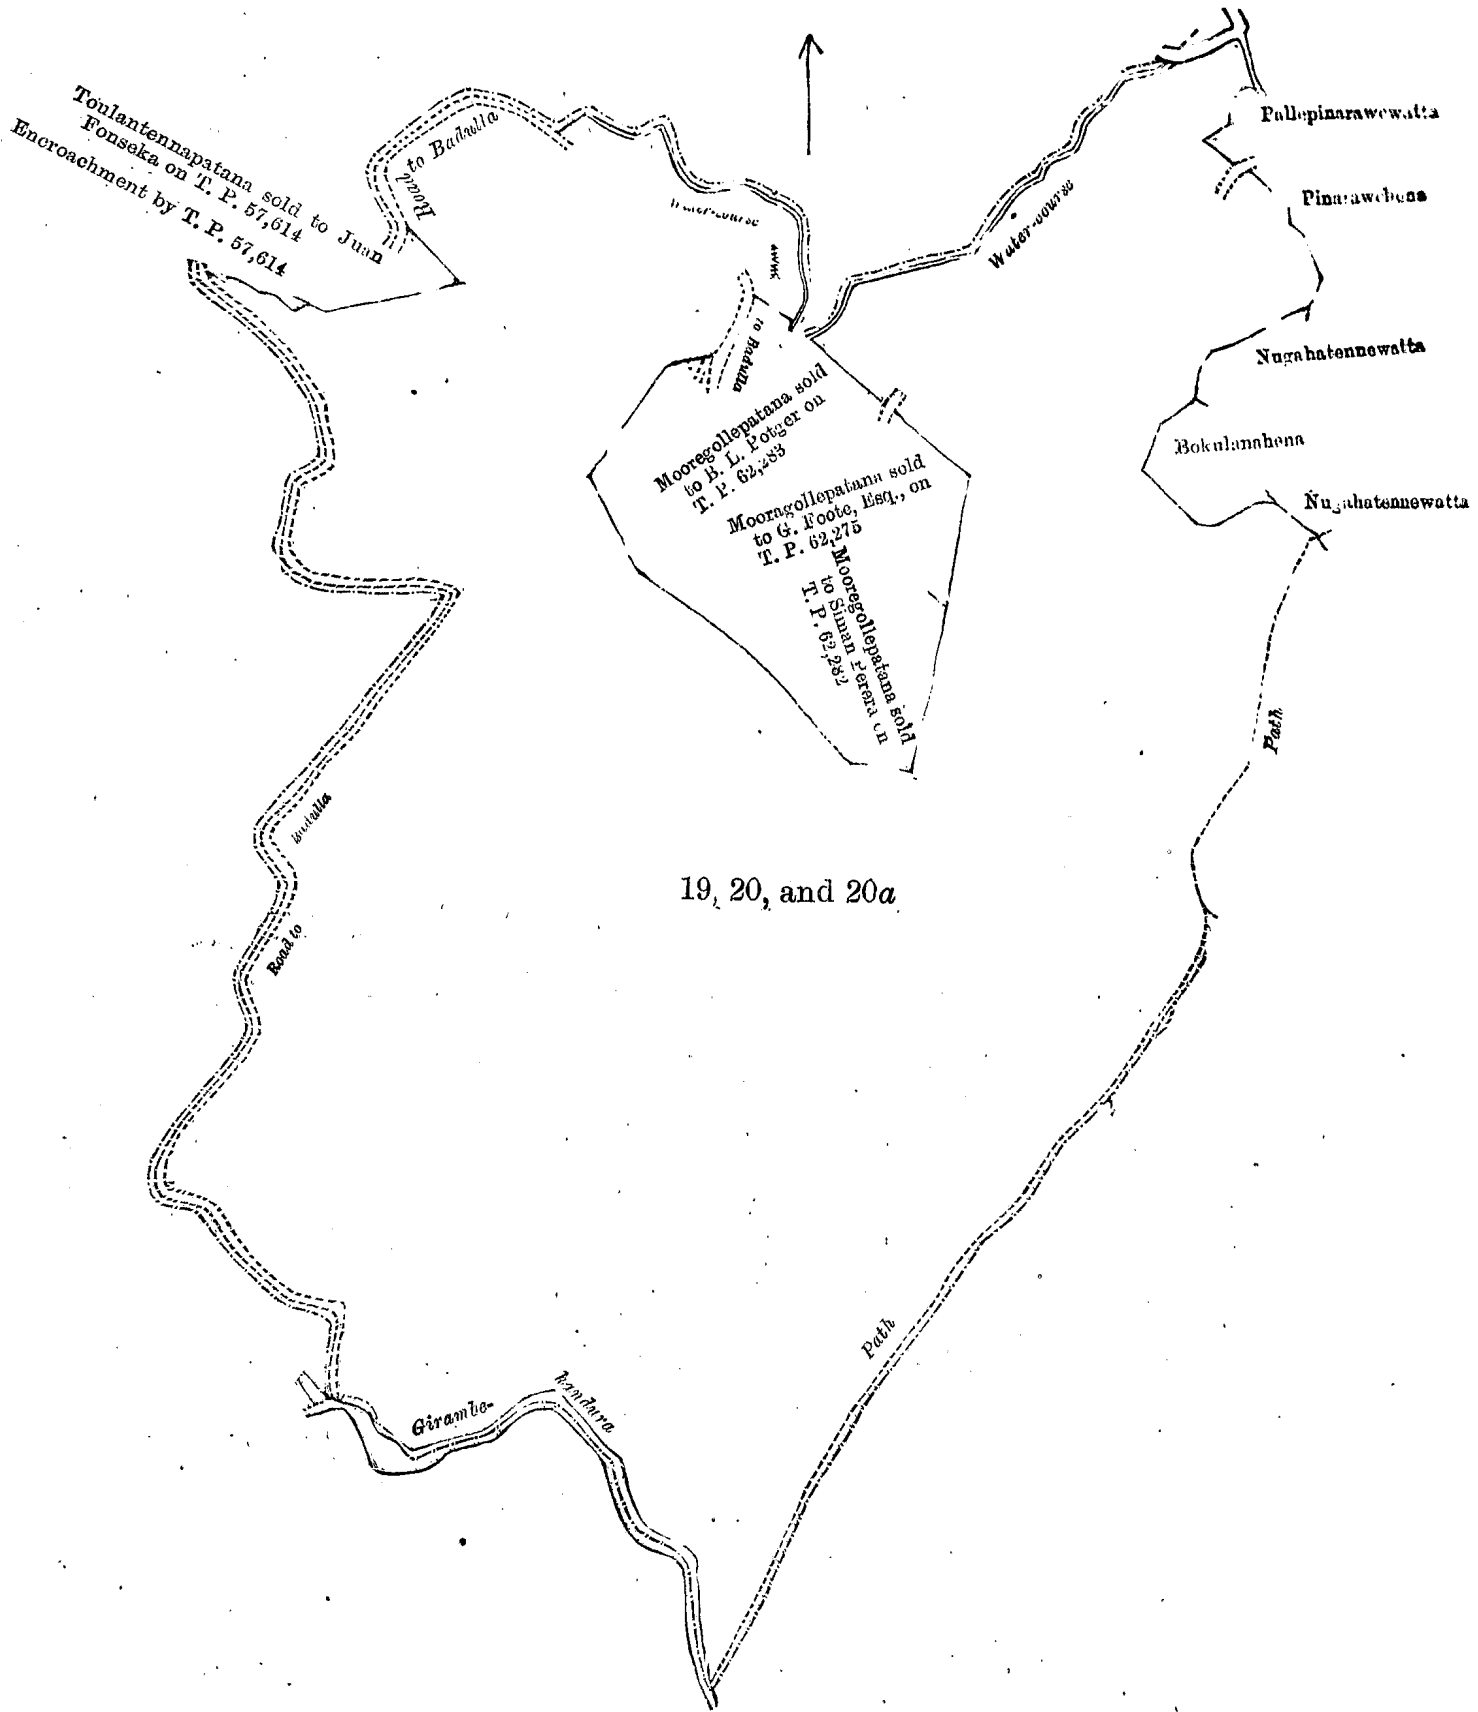 Toulantennapatana sold to Juan
Fonseka on T. P. 57,614
Encroachment by T. P. 57,614
Road to Badulla
Water-course
Water-course
to Badulla
Pallepinarawewatta
Pinarawehena
Nugahatennewatta
Bokulanahena
Nugahatennewatta
Mooregollepatana sold
to B. L. Potger on
T. P. 62,283
Mooragollepatana sold
to G. Foote, Esq., on
T. P. 62,275
Mooregollepatana sold
to Siman Perera on
T. P. 62,282
Path
Badulla
Road to
19, 20, and 20a
Path
Girambe-
kandura